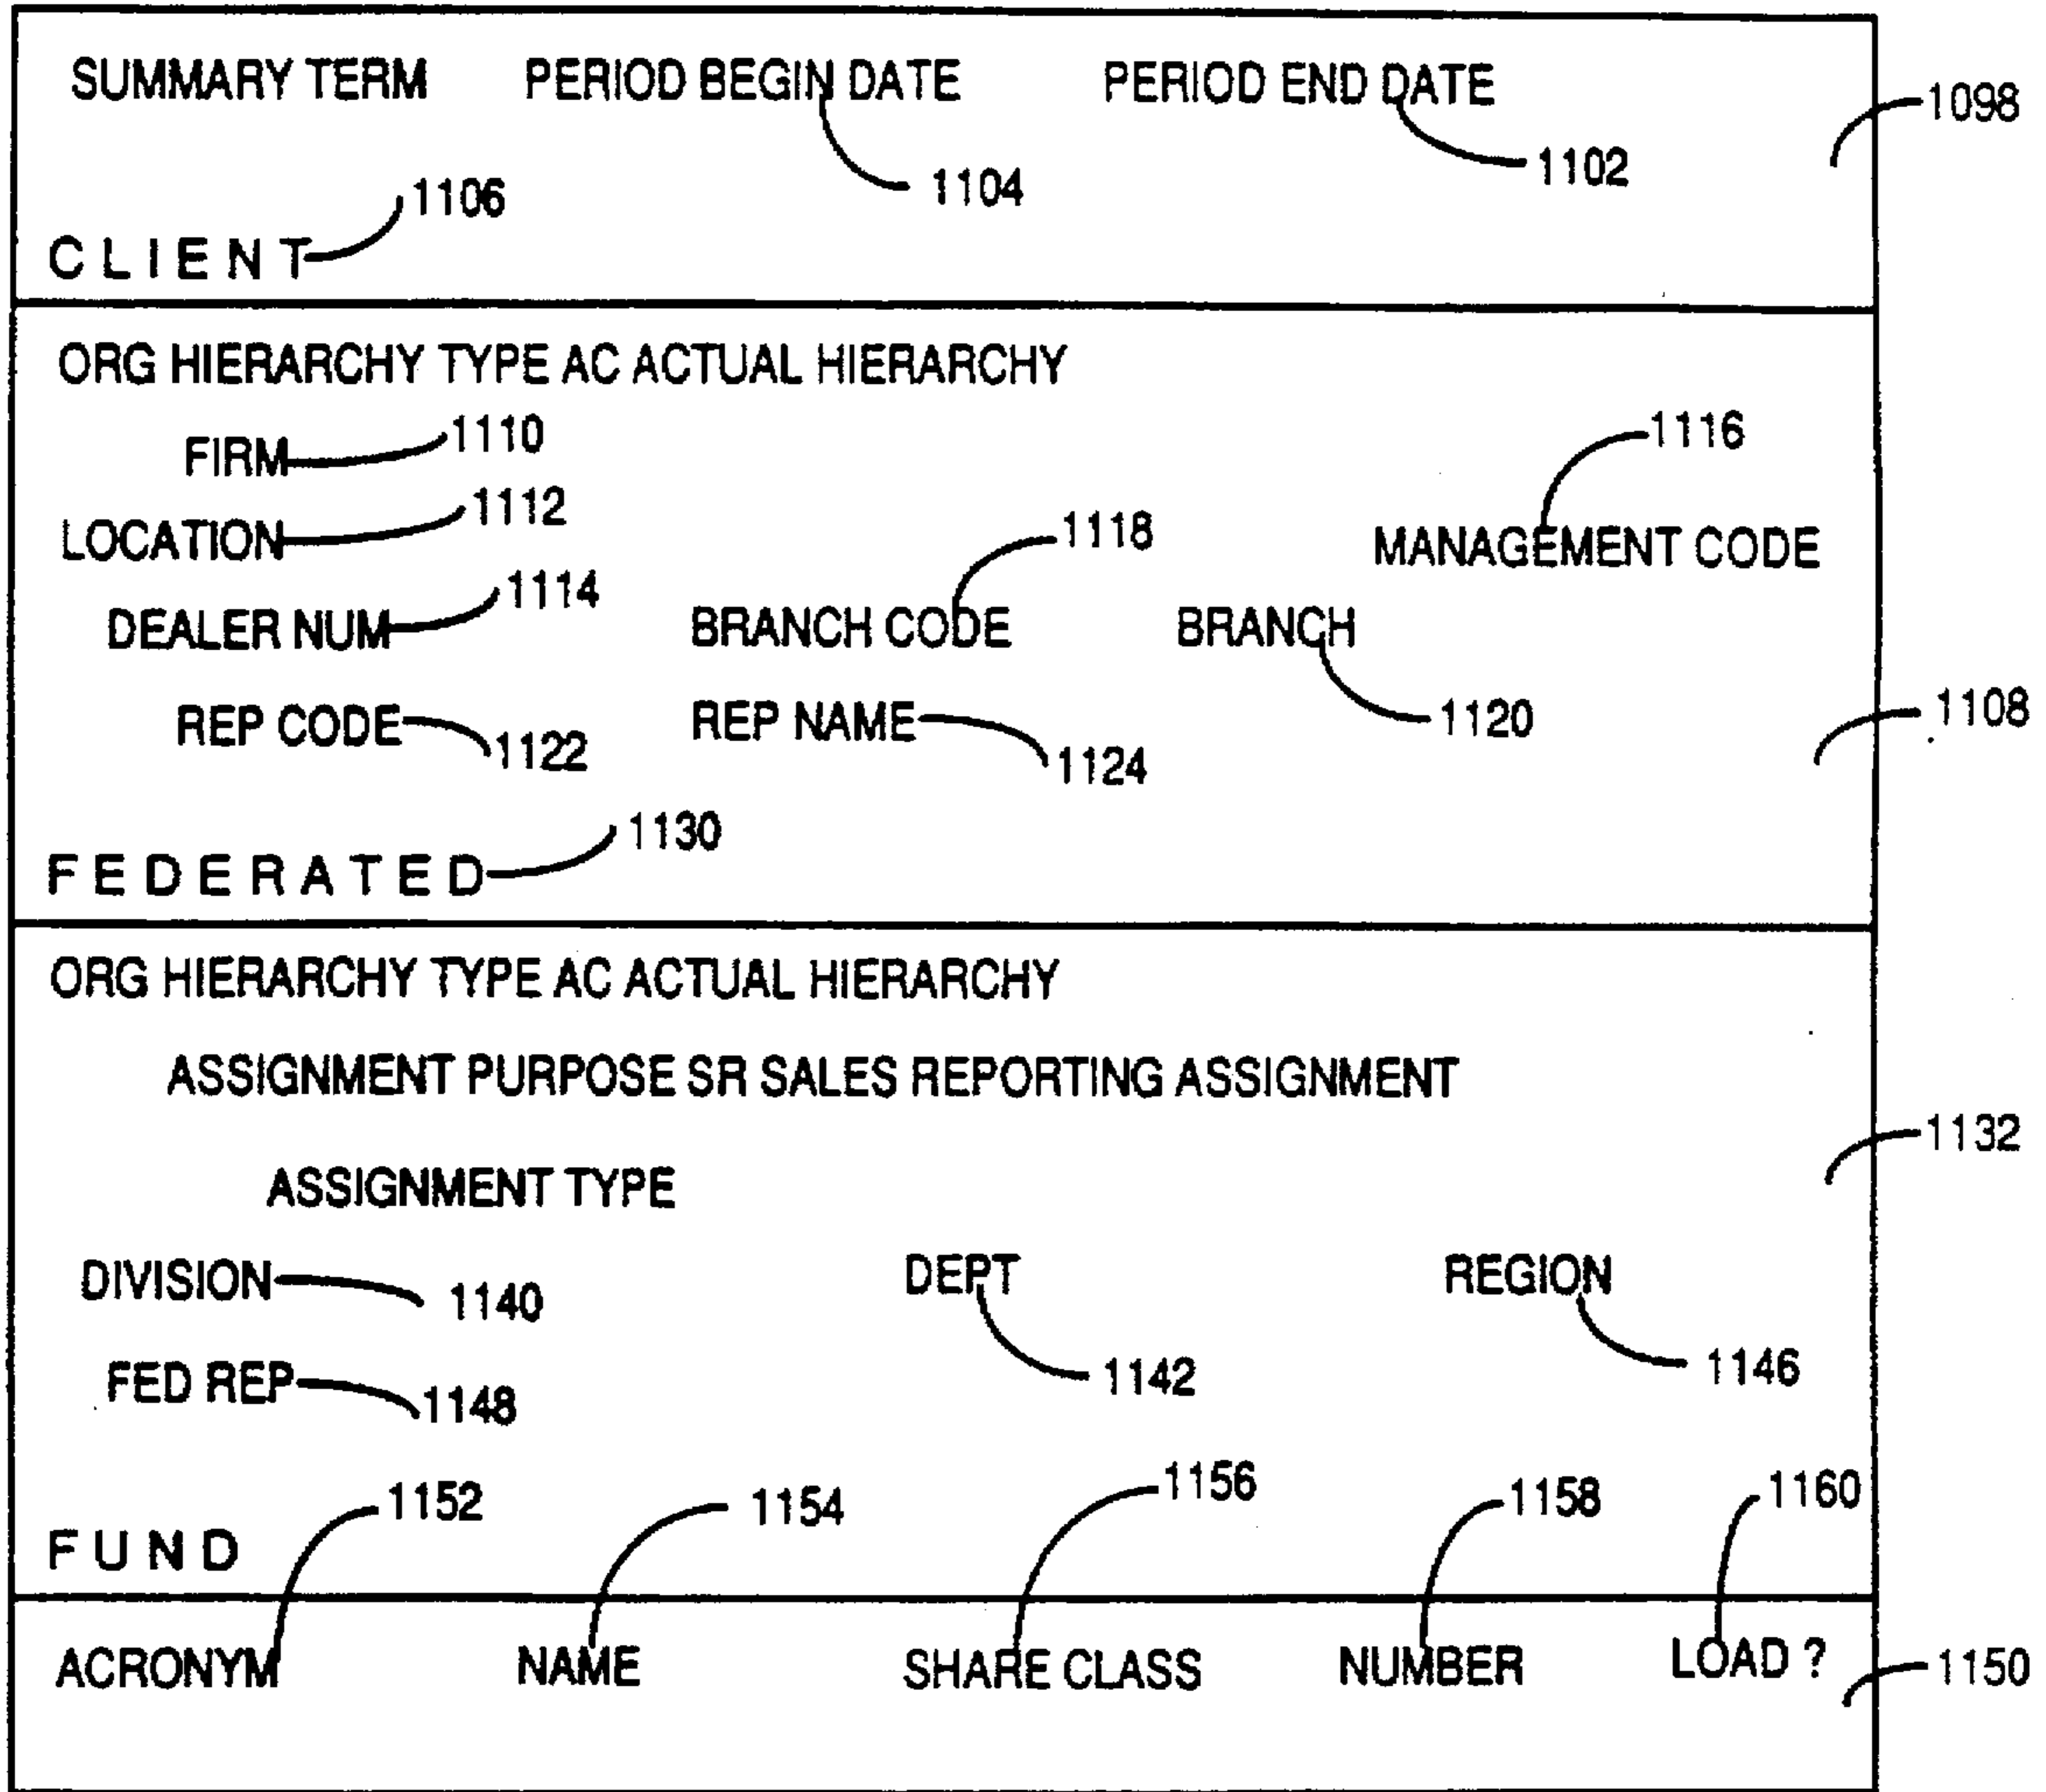 SUMMARY TERM PERIOD BEGIN DATE PERIOD END DATE
1098
1104 1102
1106
C L I E N T
ORG HIERARCHY TYPE AC ACTUAL HIERARCHY
FIRM 1110 1116
LOCATION 1112 1118 MANAGEMENT CODE
DEALER NUM 1114 BRANCH CODE BRANCH
REP CODE REP NAME 1120 1108
1122 1124
1130
F E D E R A T E D
ORG HIERARCHY TYPE AC ACTUAL HIERARCHY
ASSIGNMENT PURPOSE SR SALES REPORTING ASSIGNMENT
1132
ASSIGNMENT TYPE
DIVISION 1140 DEPT REGION
FED REP 1148 1142 1146
1152 1154 1156 1158 1160
F U N D
ACRONYM NAME SHARE CLASS NUMBER LOAD ? 1150